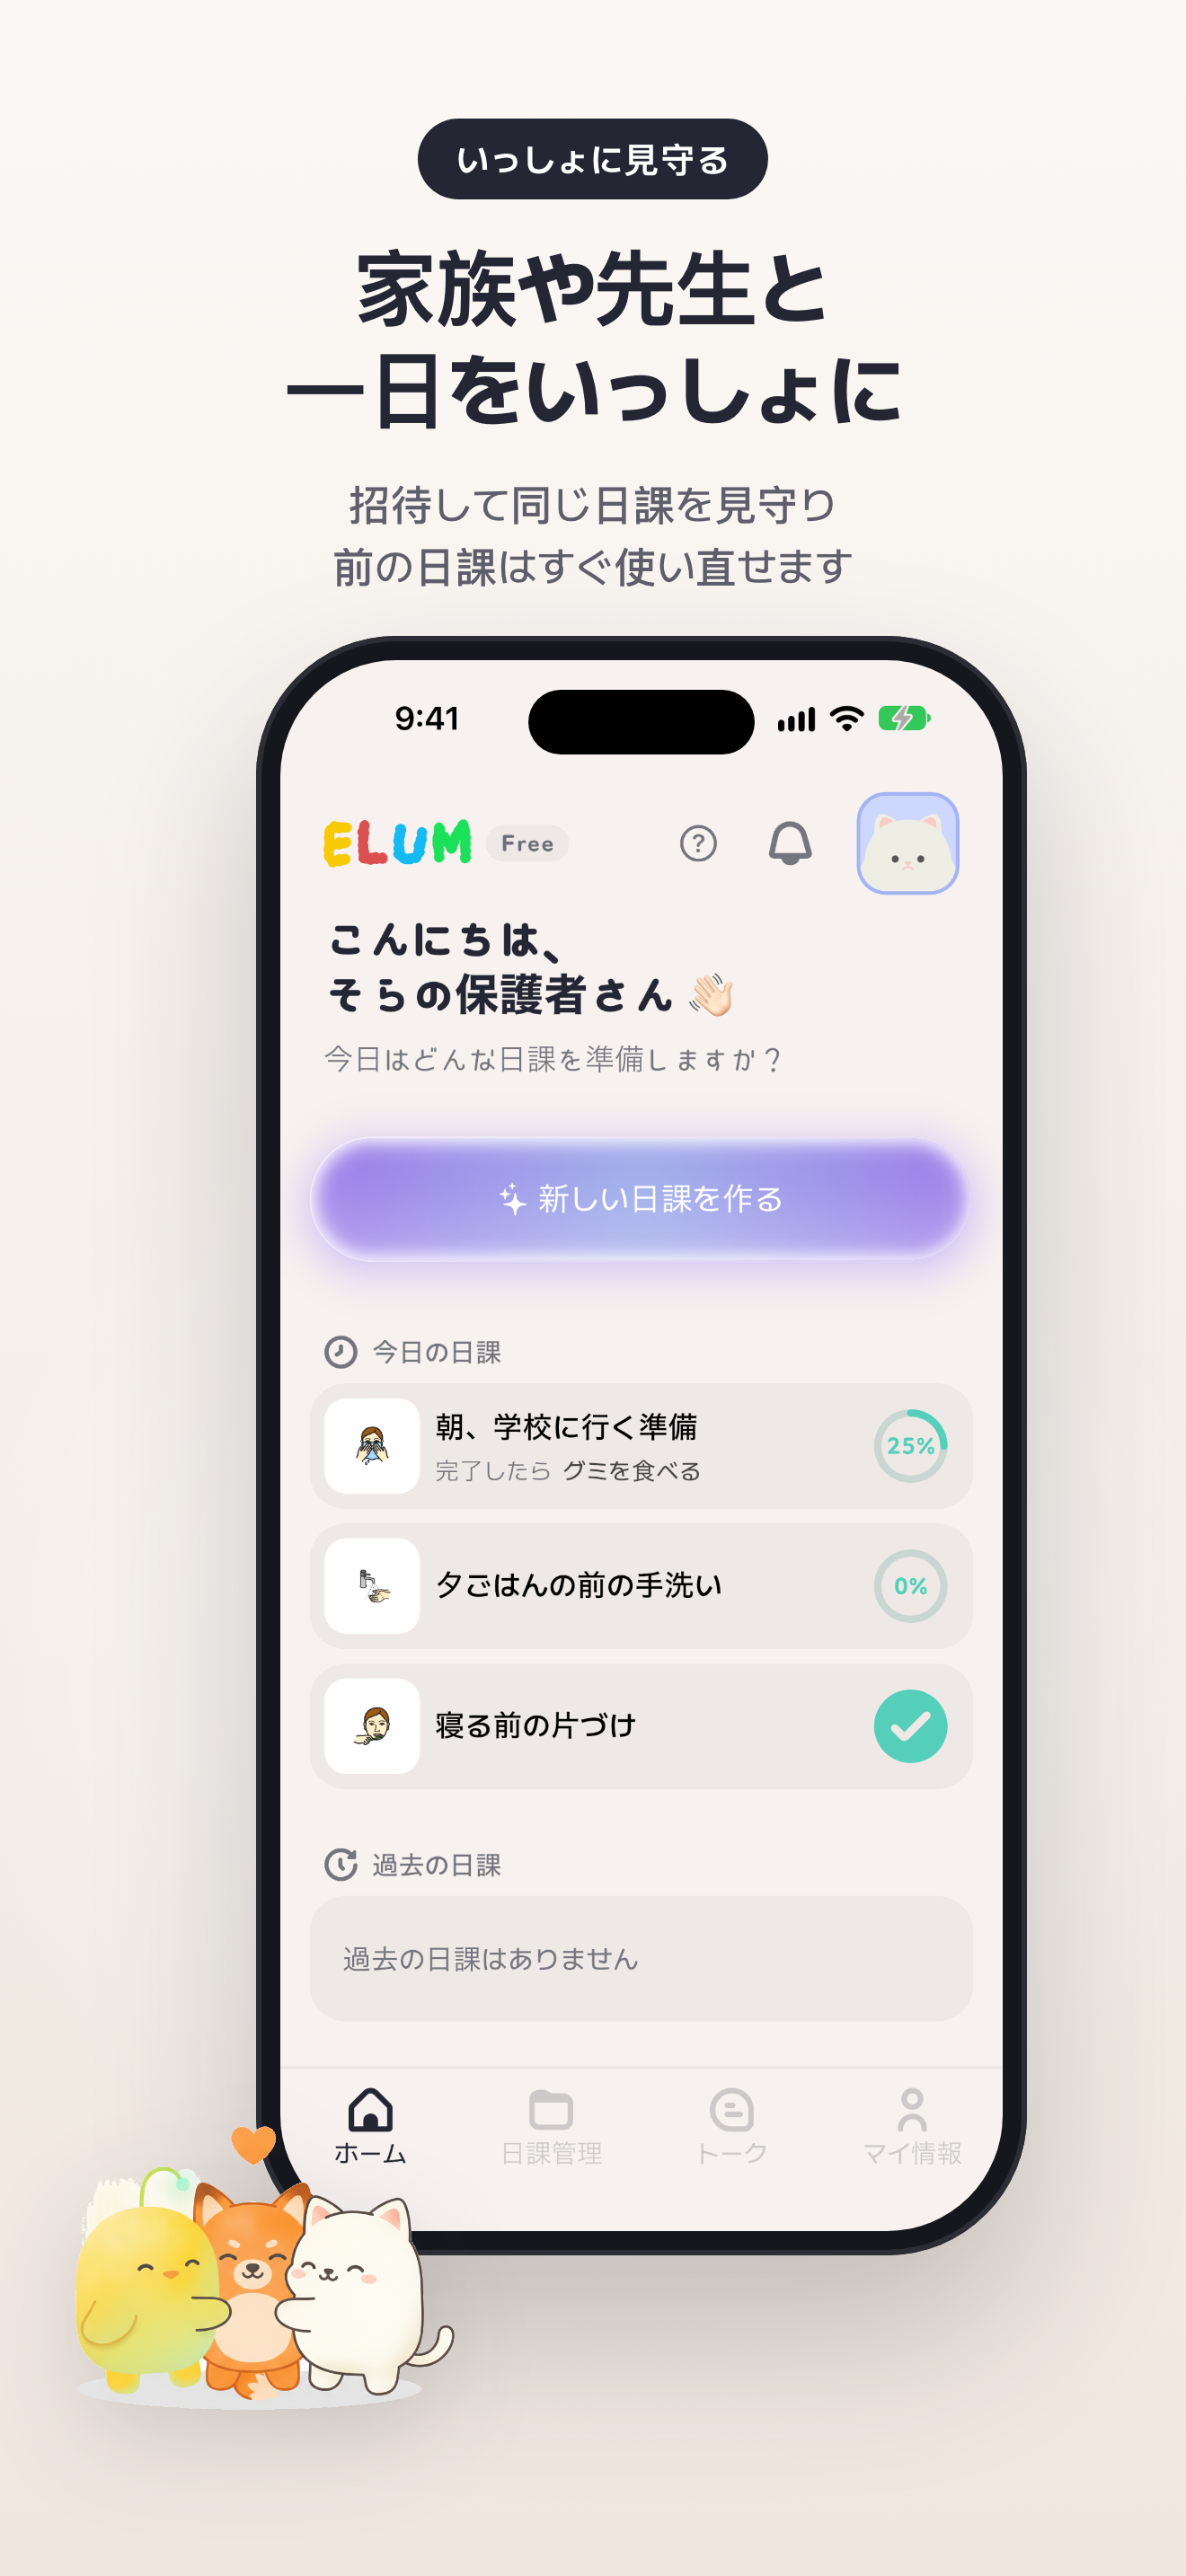 いっしょに見守る
家族や先生と
一日をいっしょに
招待して同じ日課を見守り
前の日課はすぐ使い直せます
9:41
ELUM Free
こんにちは、
そらの保護者さん 👋🏻
今日はどんな日課を準備しますか？
新しい日課を作る
今日の日課
朝、学校に行く準備
完了したら グミを食べる
25%
夕ごはんの前の手洗い
0%
寝る前の片づけ
過去の日課
過去の日課はありません
ホーム 日課管理 トーク マイ情報